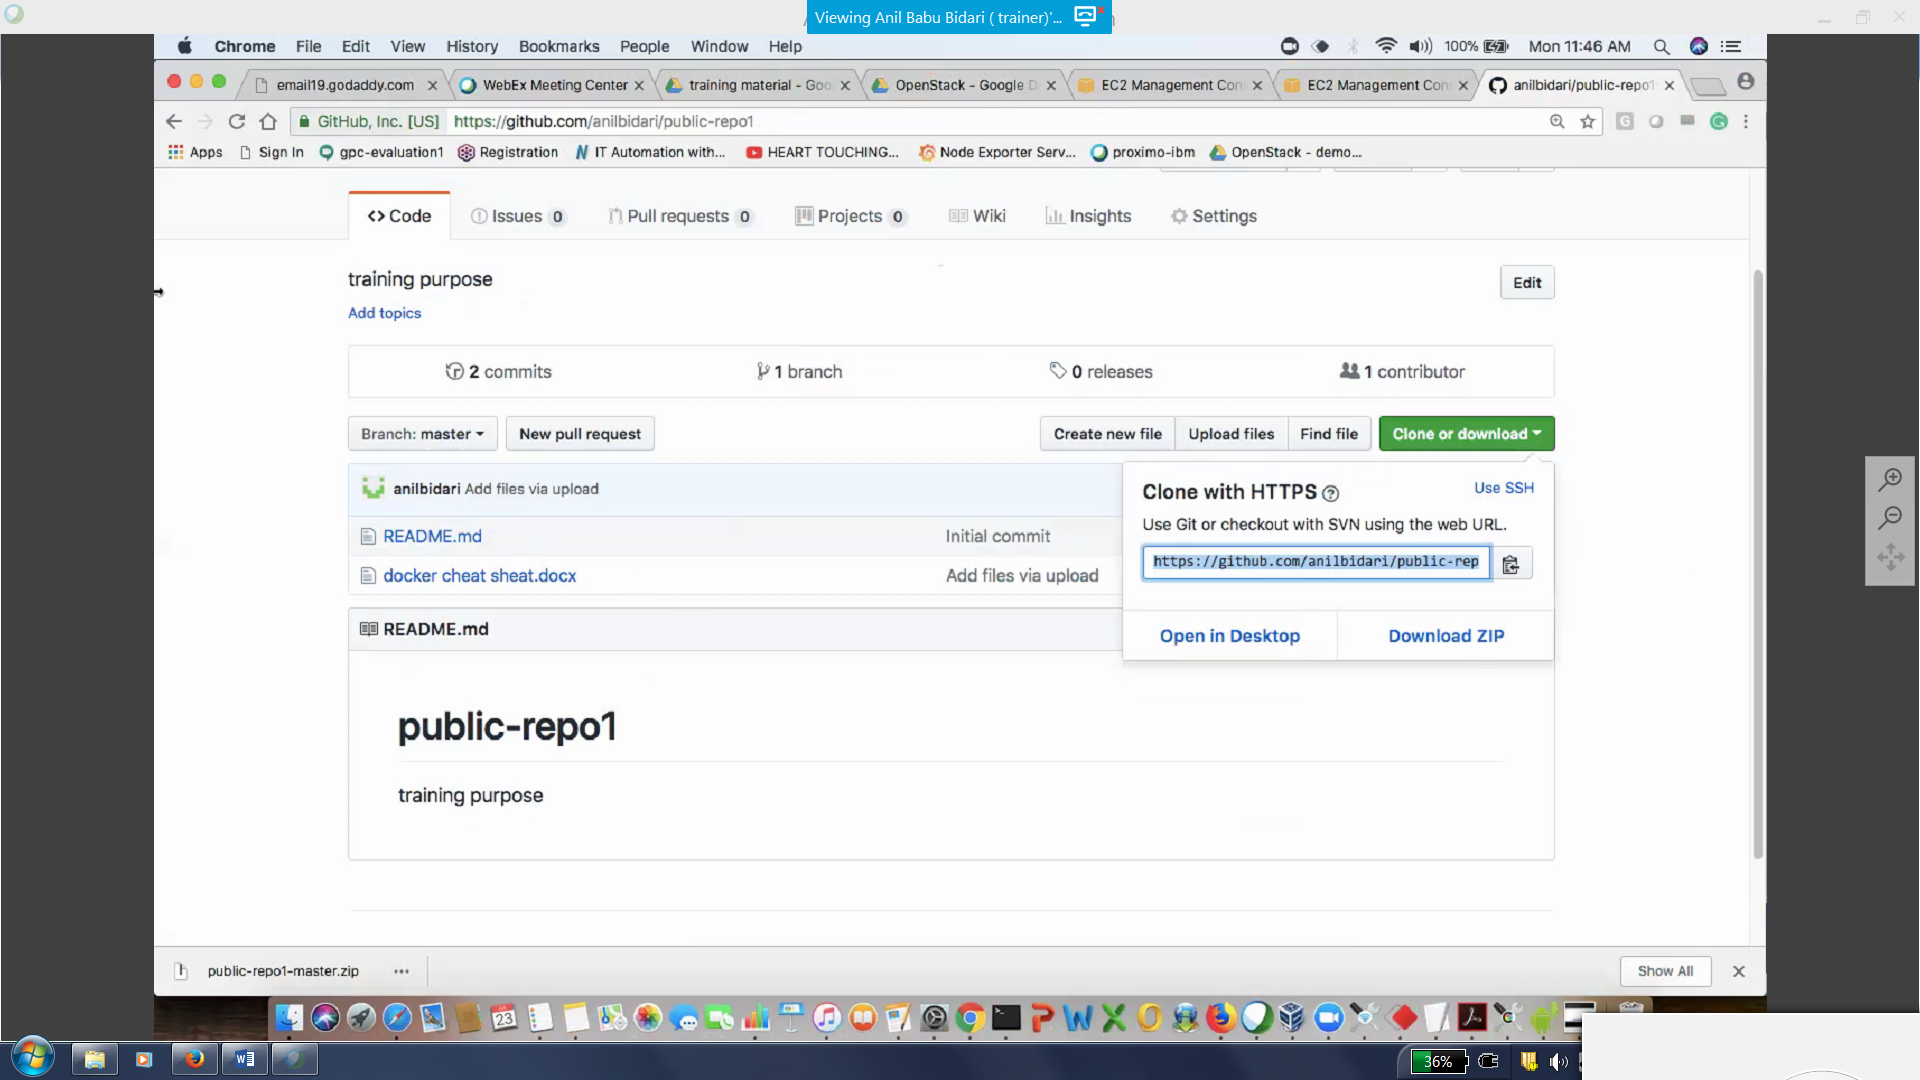 Viewing Anil Babu Bidari ( trainer)'...
Chrome File Edit View History Bookmarks People Window Help
100% Mon 11:46 AM
email19.godaddy.com
WebEx Meeting Center
training material - Goo
OpenStack - Google D
EC2 Management Con
EC2 Management Con
anilbidari/public-repo1
GitHub, Inc. [US] https://github.com/anilbidari/public-repo1
Apps Sign In gpc-evaluation1 Registration IT Automation with... HEART TOUCHING... Node Exporter Serv... proximo-ibm OpenStack - demo...
Code Issues 0 Pull requests 0 Projects 0 Wiki Insights Settings
training purpose
Edit
Add topics
2 commits 1 branch 0 releases 1 contributor
Branch: master New pull request Create new file Upload files Find file Clone or download
anilbidari Add files via upload
README.md Initial commit
docker cheat sheat.docx Add files via upload
Clone with HTTPS Use SSH
Use Git or checkout with SVN using the web URL.
https://github.com/anilbidari/public-rep
Open in Desktop Download ZIP
README.md
public-repo1
training purpose
public-repo1-master.zip
Show All
23
36%